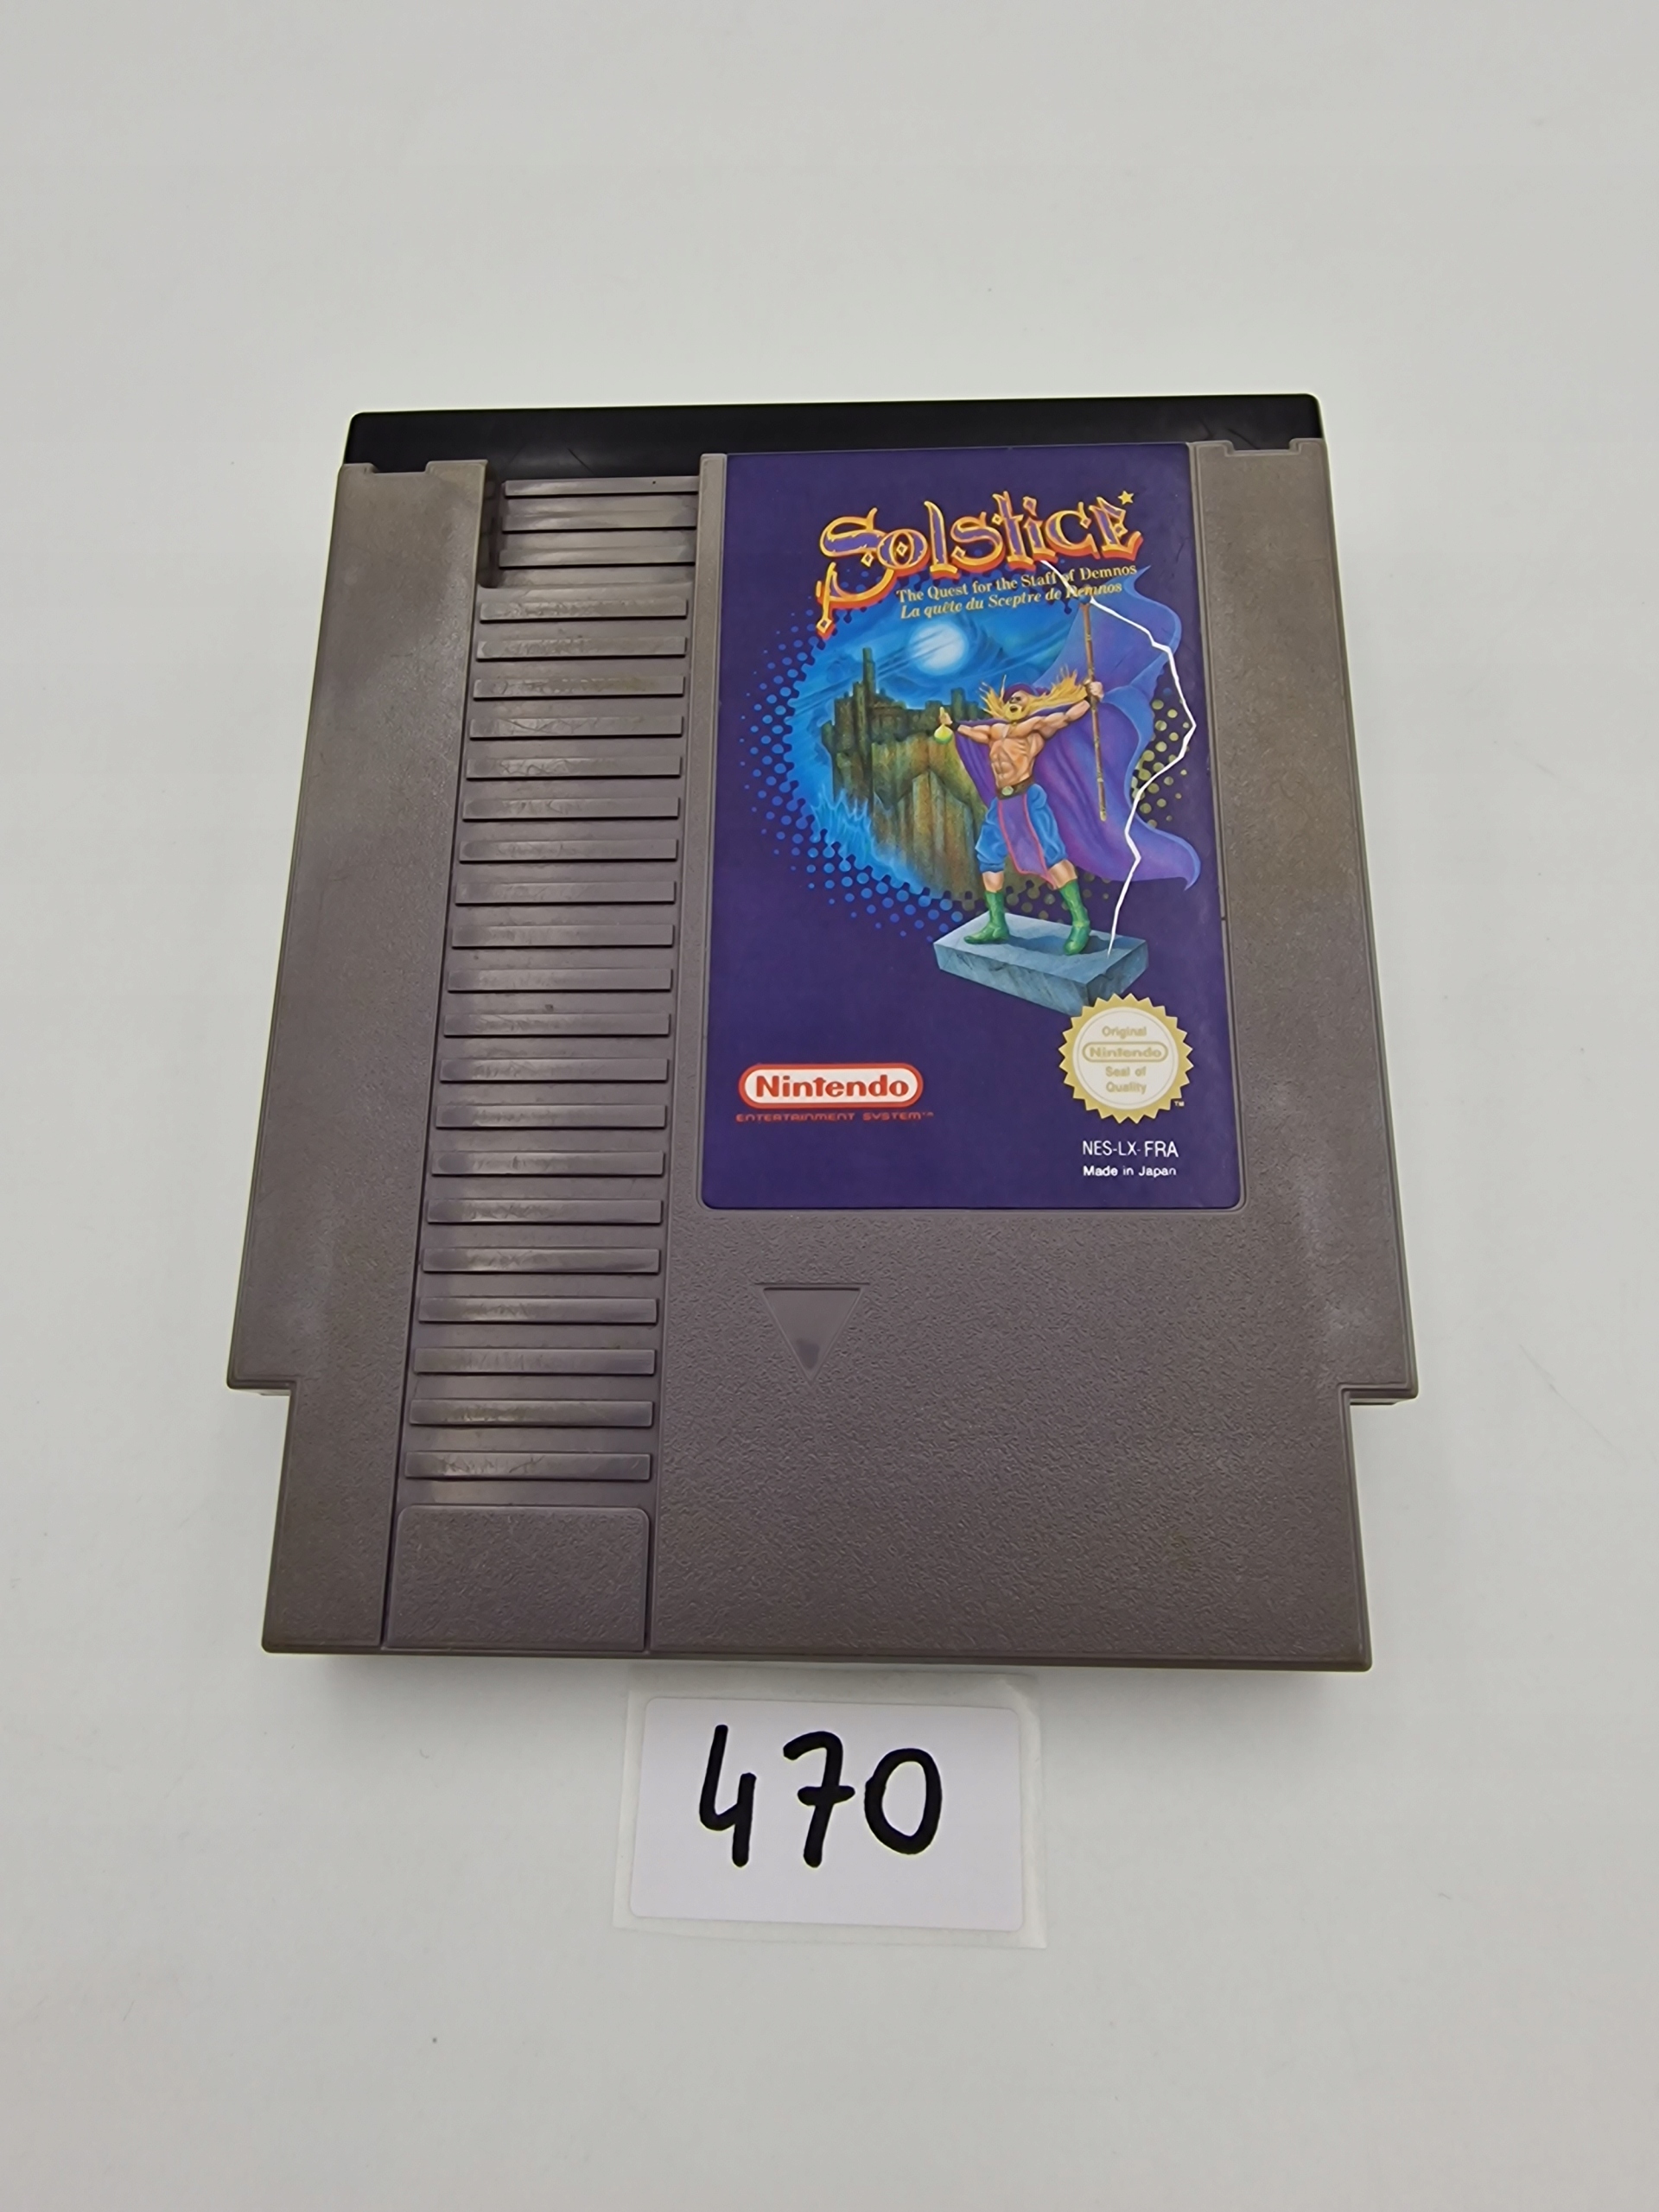 Solstice
The Quest for the Staff of Demnos
La quête du Sceptre de Demnos
Original
Nintendo
Seal of
Quality
TM
Nintendo
ENTERTAINMENT SYSTEM™
NES-LX-FRA
Made in Japan
470